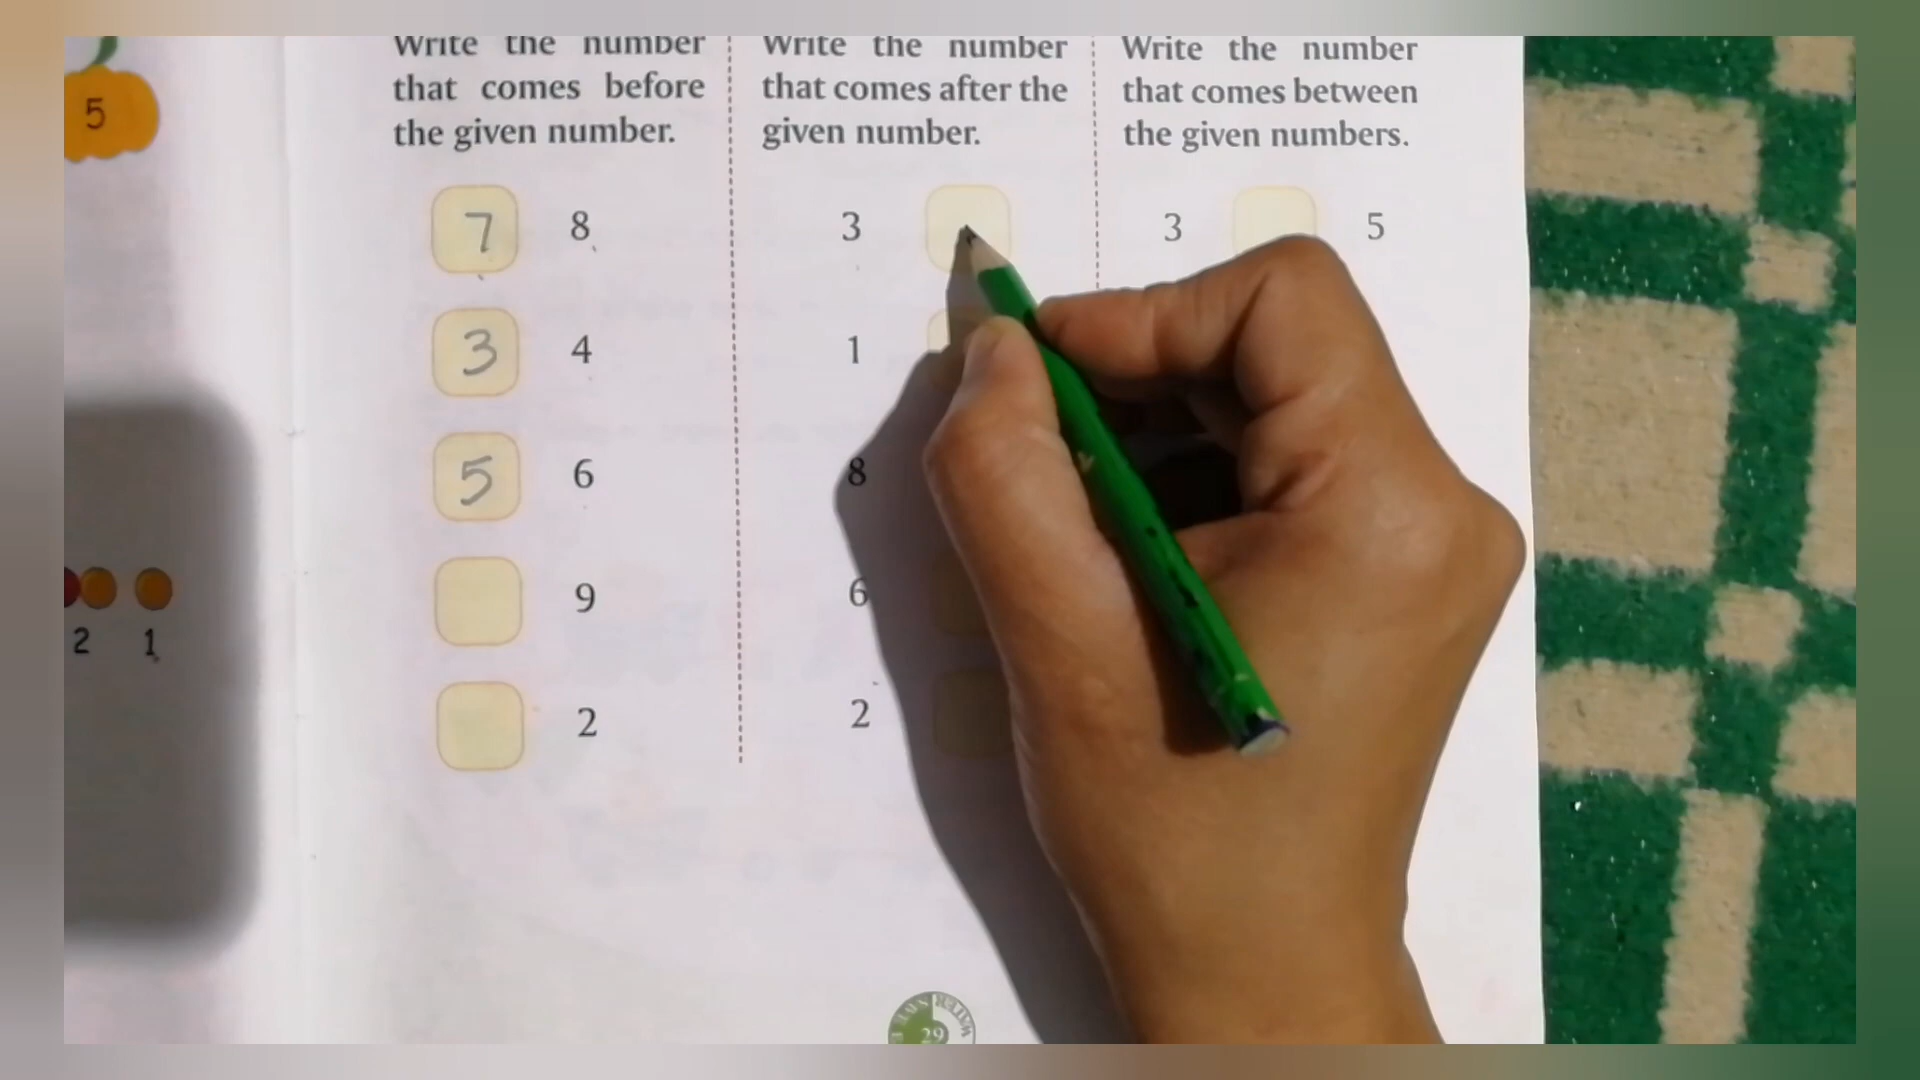 5
2 1
Write the number
that comes before
the given number.
7 8
3 4
5 6
9
2
Write the number
that comes after the
given number.
3
1
8
6
2
Write the number
that comes between
the given numbers.
3 5
29